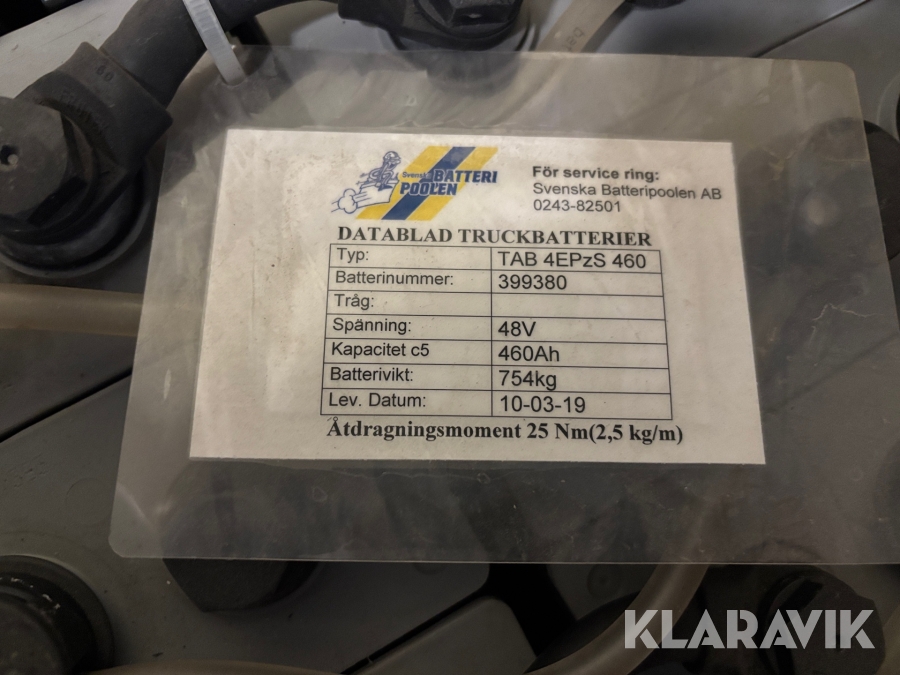 Svenska BATTERI
POOLEN
För service ring:
Svenska Batteripoolen AB
0243-82501
DATABLAD TRUCKBATTERIER
Typ: TAB 4EPzS 460
Batterinummer: 399380
Tråg:
Spänning: 48V
Kapacitet c5 460Ah
Batterivikt: 754kg
Lev. Datum: 10-03-19
Åtdragningsmoment 25 Nm(2,5 kg/m)
KLARAVIK